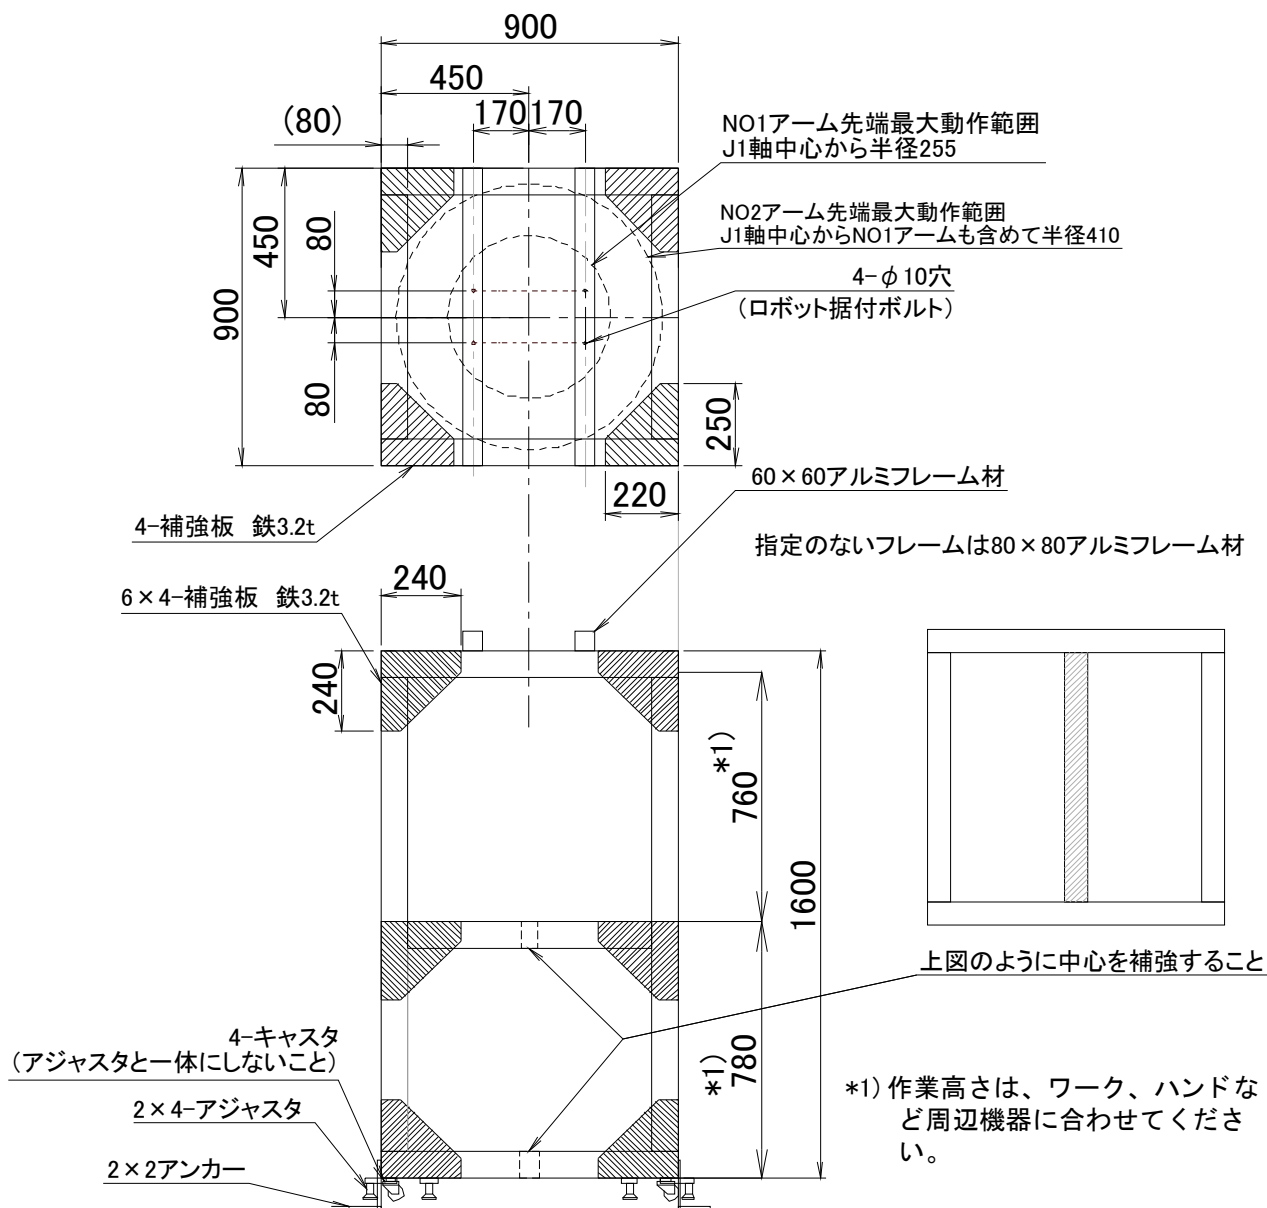 900
450
170
170
(80)
NO1アーム先端最大動作範囲
J1軸中心から半径255
NO2アーム先端最大動作範囲
J1軸中心からNO1アームも含めて半径410
4-φ10穴
(ロボット据付ボルト)
450
80
900
80
250
220
60×60アルミフレーム材
4-補強板 鉄3.2t
指定のないフレームは80×80アルミフレーム材
6×4-補強板 鉄3.2t
240
240
*1)
760
1600
上図のように中心を補強すること
4-キャスタ
(アジャスタと一体にしないこと)
2×4-アジャスタ
2×2アンカー
*1)
780
*1) 作業高さは、ワーク、ハンドな
ど周辺機器に合わせてくださ
い。